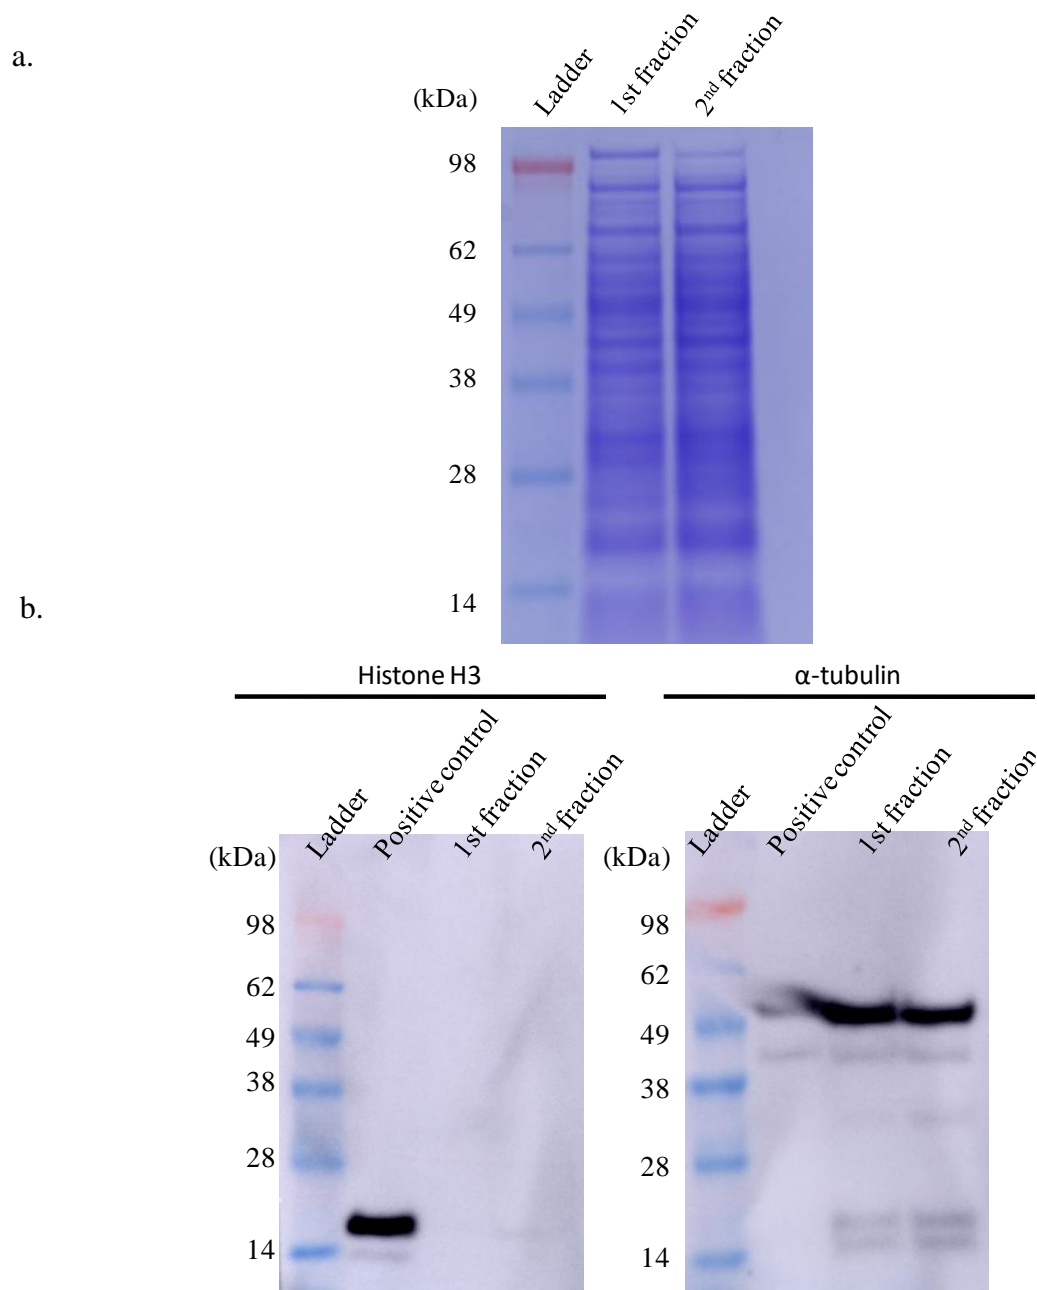 a.
(kDa)
Ladder
1st fraction
2nd fraction
98
62
49
38
28
14
b.
Histone H3
(kDa)
Ladder
Positive control
1st fraction
2nd fraction
98
62
49
38
28
14
α-tubulin
(kDa)
Ladder
Positive control
1st fraction
2nd fraction
98
62
49
38
28
14